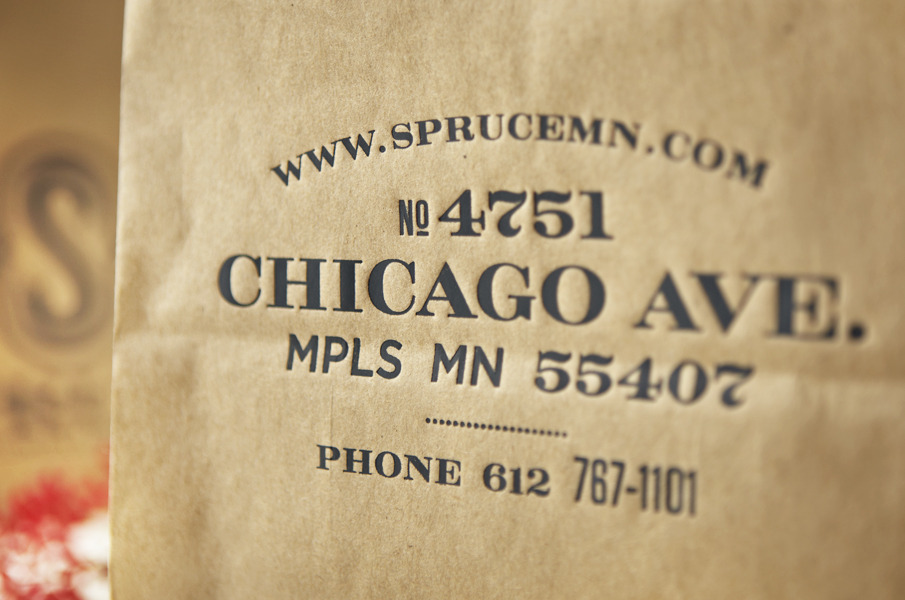 WWW.SPRUCEMN.COM
No 4751
CHICAGO AVE.
MPLS MN 55407
PHONE 612 767-1101
S